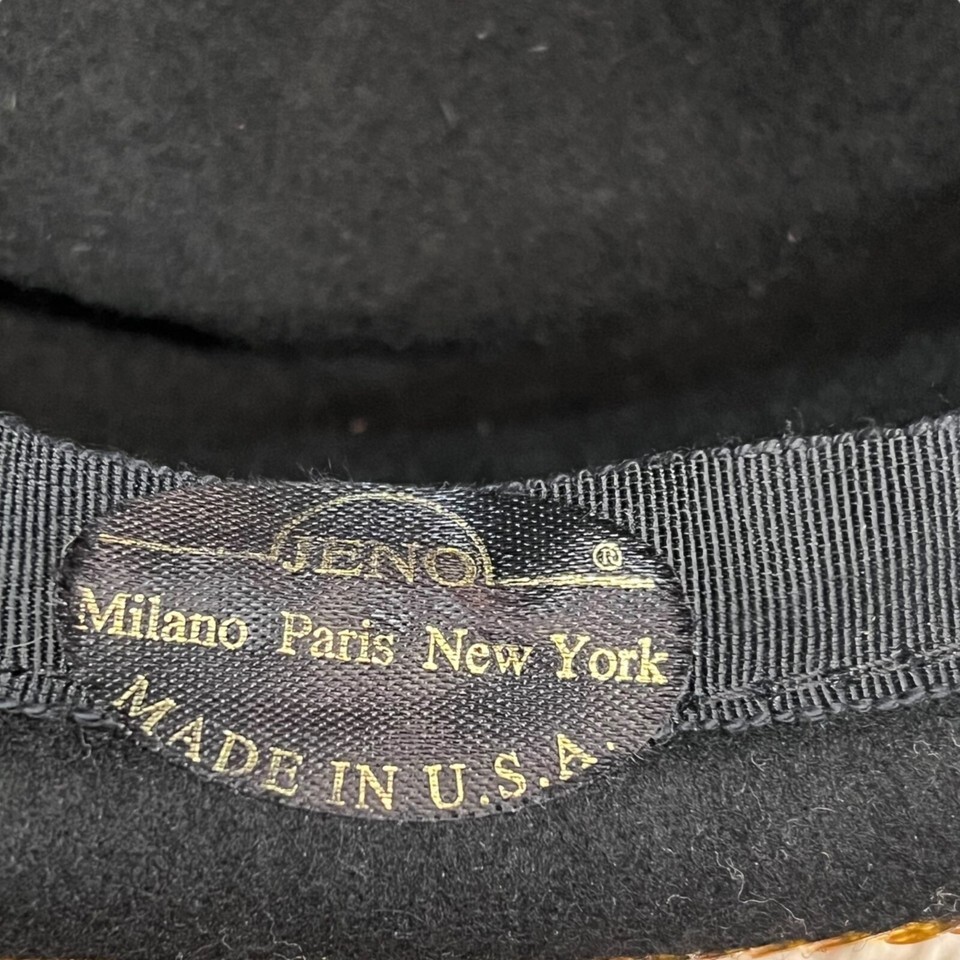 JENO ®
Milano Paris New York
MADE IN U.S.A.